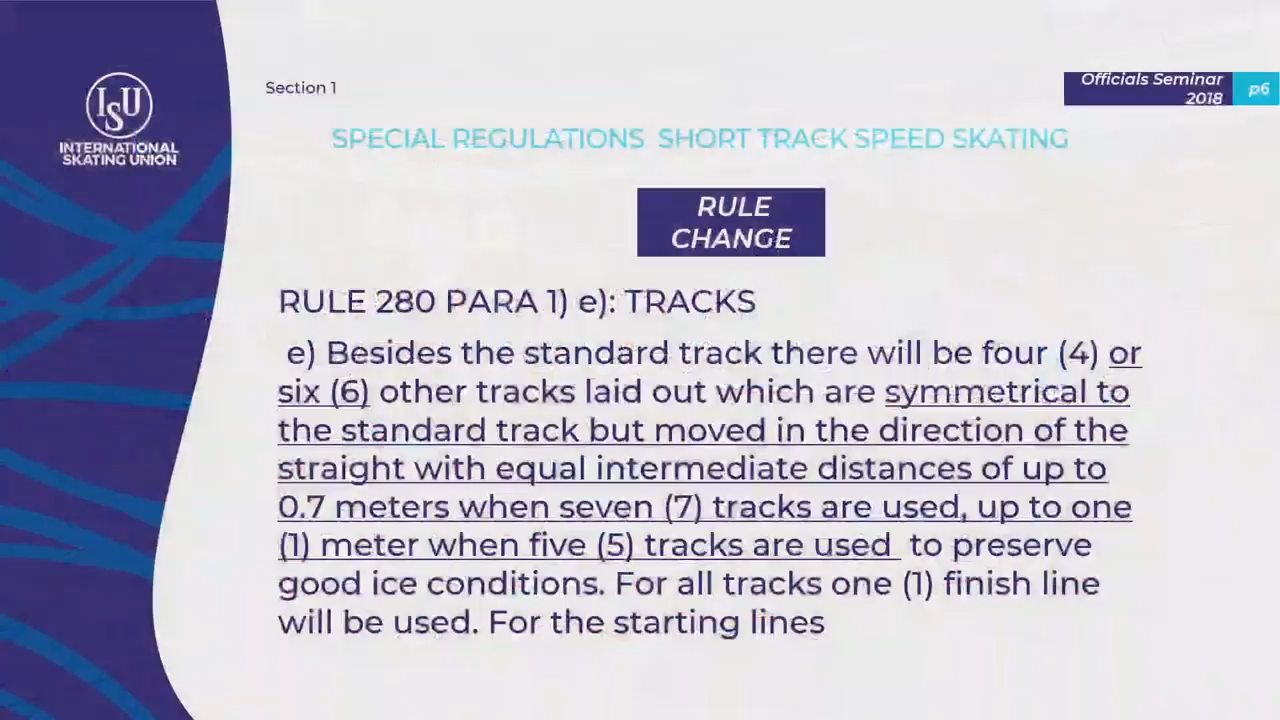 ISU
INTERNATIONAL
SKATING UNION
Section 1
Officials Seminar
2018
p6
SPECIAL REGULATIONS SHORT TRACK SPEED SKATING
RULE
CHANGE
RULE 280 PARA 1) e): TRACKS
e) Besides the standard track there will be four (4) or
six (6) other tracks laid out which are symmetrical to
the standard track but moved in the direction of the
straight with equal intermediate distances of up to
0.7 meters when seven (7) tracks are used, up to one
(1) meter when five (5) tracks are used to preserve
good ice conditions. For all tracks one (1) finish line
will be used. For the starting lines